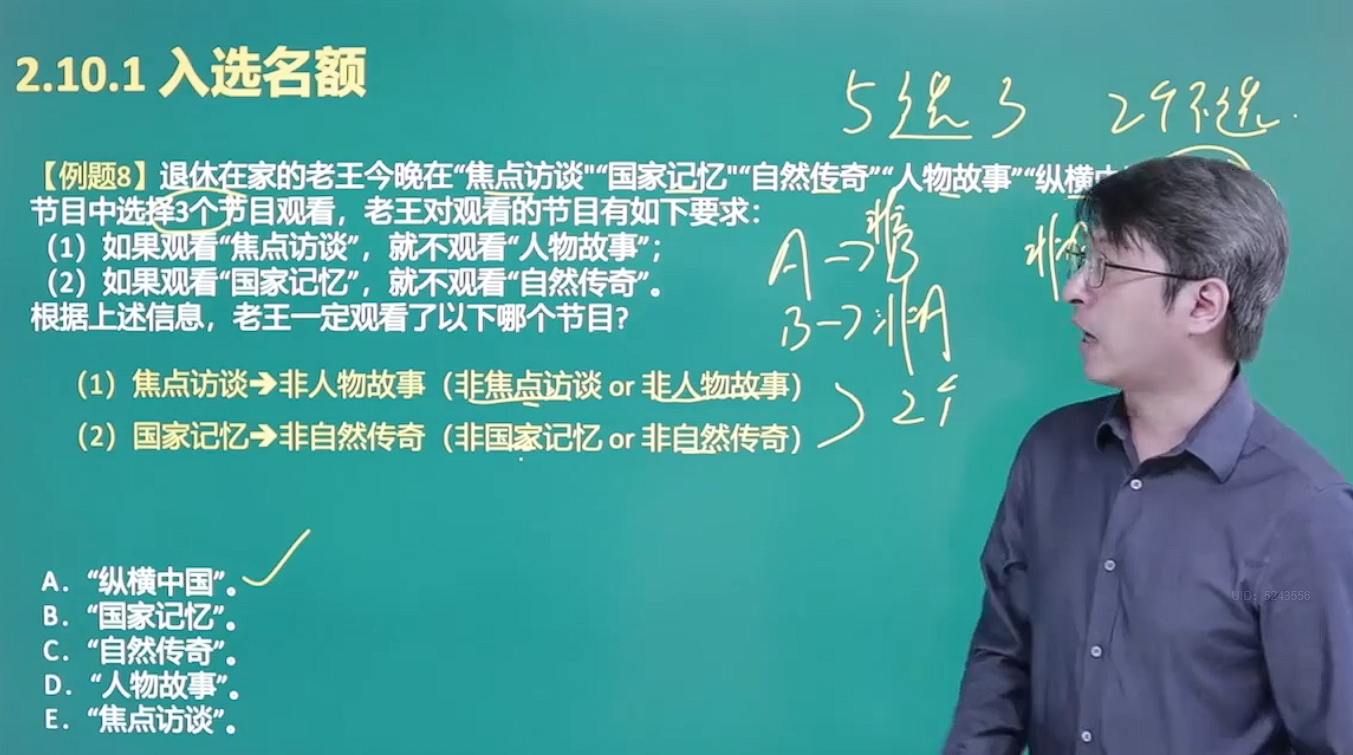 2.10.1 入选名额
5选3 2个不选.
【例题8】退休在家的老王今晚在“焦点访谈"“国家记忆"“自然传奇”“人物故事”“纵横
节目中选择3个节目观看，老王对观看的节目有如下要求：
（1）如果观看“焦点访谈”，就不观看“人物故事”；
（2）如果观看“国家记忆”，就不观看“自然传奇”。
根据上述信息，老王一定观看了以下哪个节目?
A→非B
B→非A
（1）焦点访谈➔非人物故事（非焦点访谈 or 非人物故事）
（2）国家记忆➔非自然传奇（非国家记忆 or 非自然传奇）
2个
A．“纵横中国”。
B．“国家记忆”。
C．“自然传奇”。
D．“人物故事”。
E．“焦点访谈”。
UID：5243556